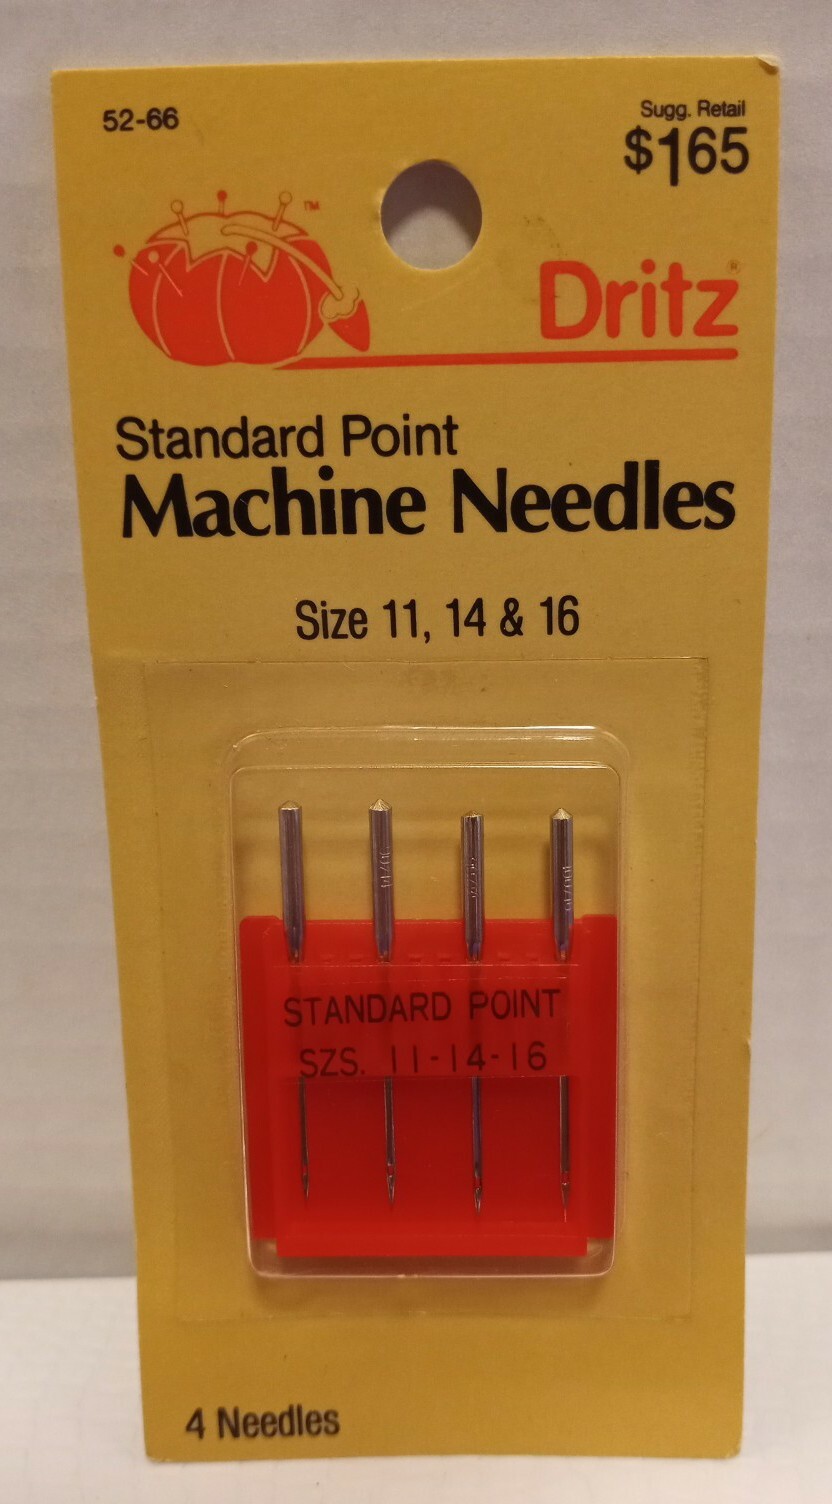 52-66
Sugg. Retail
$165
TM
Dritz®
Standard Point
Machine Needles
Size 11, 14 & 16
STANDARD POINT
SZS. 11-14-16
4 Needles